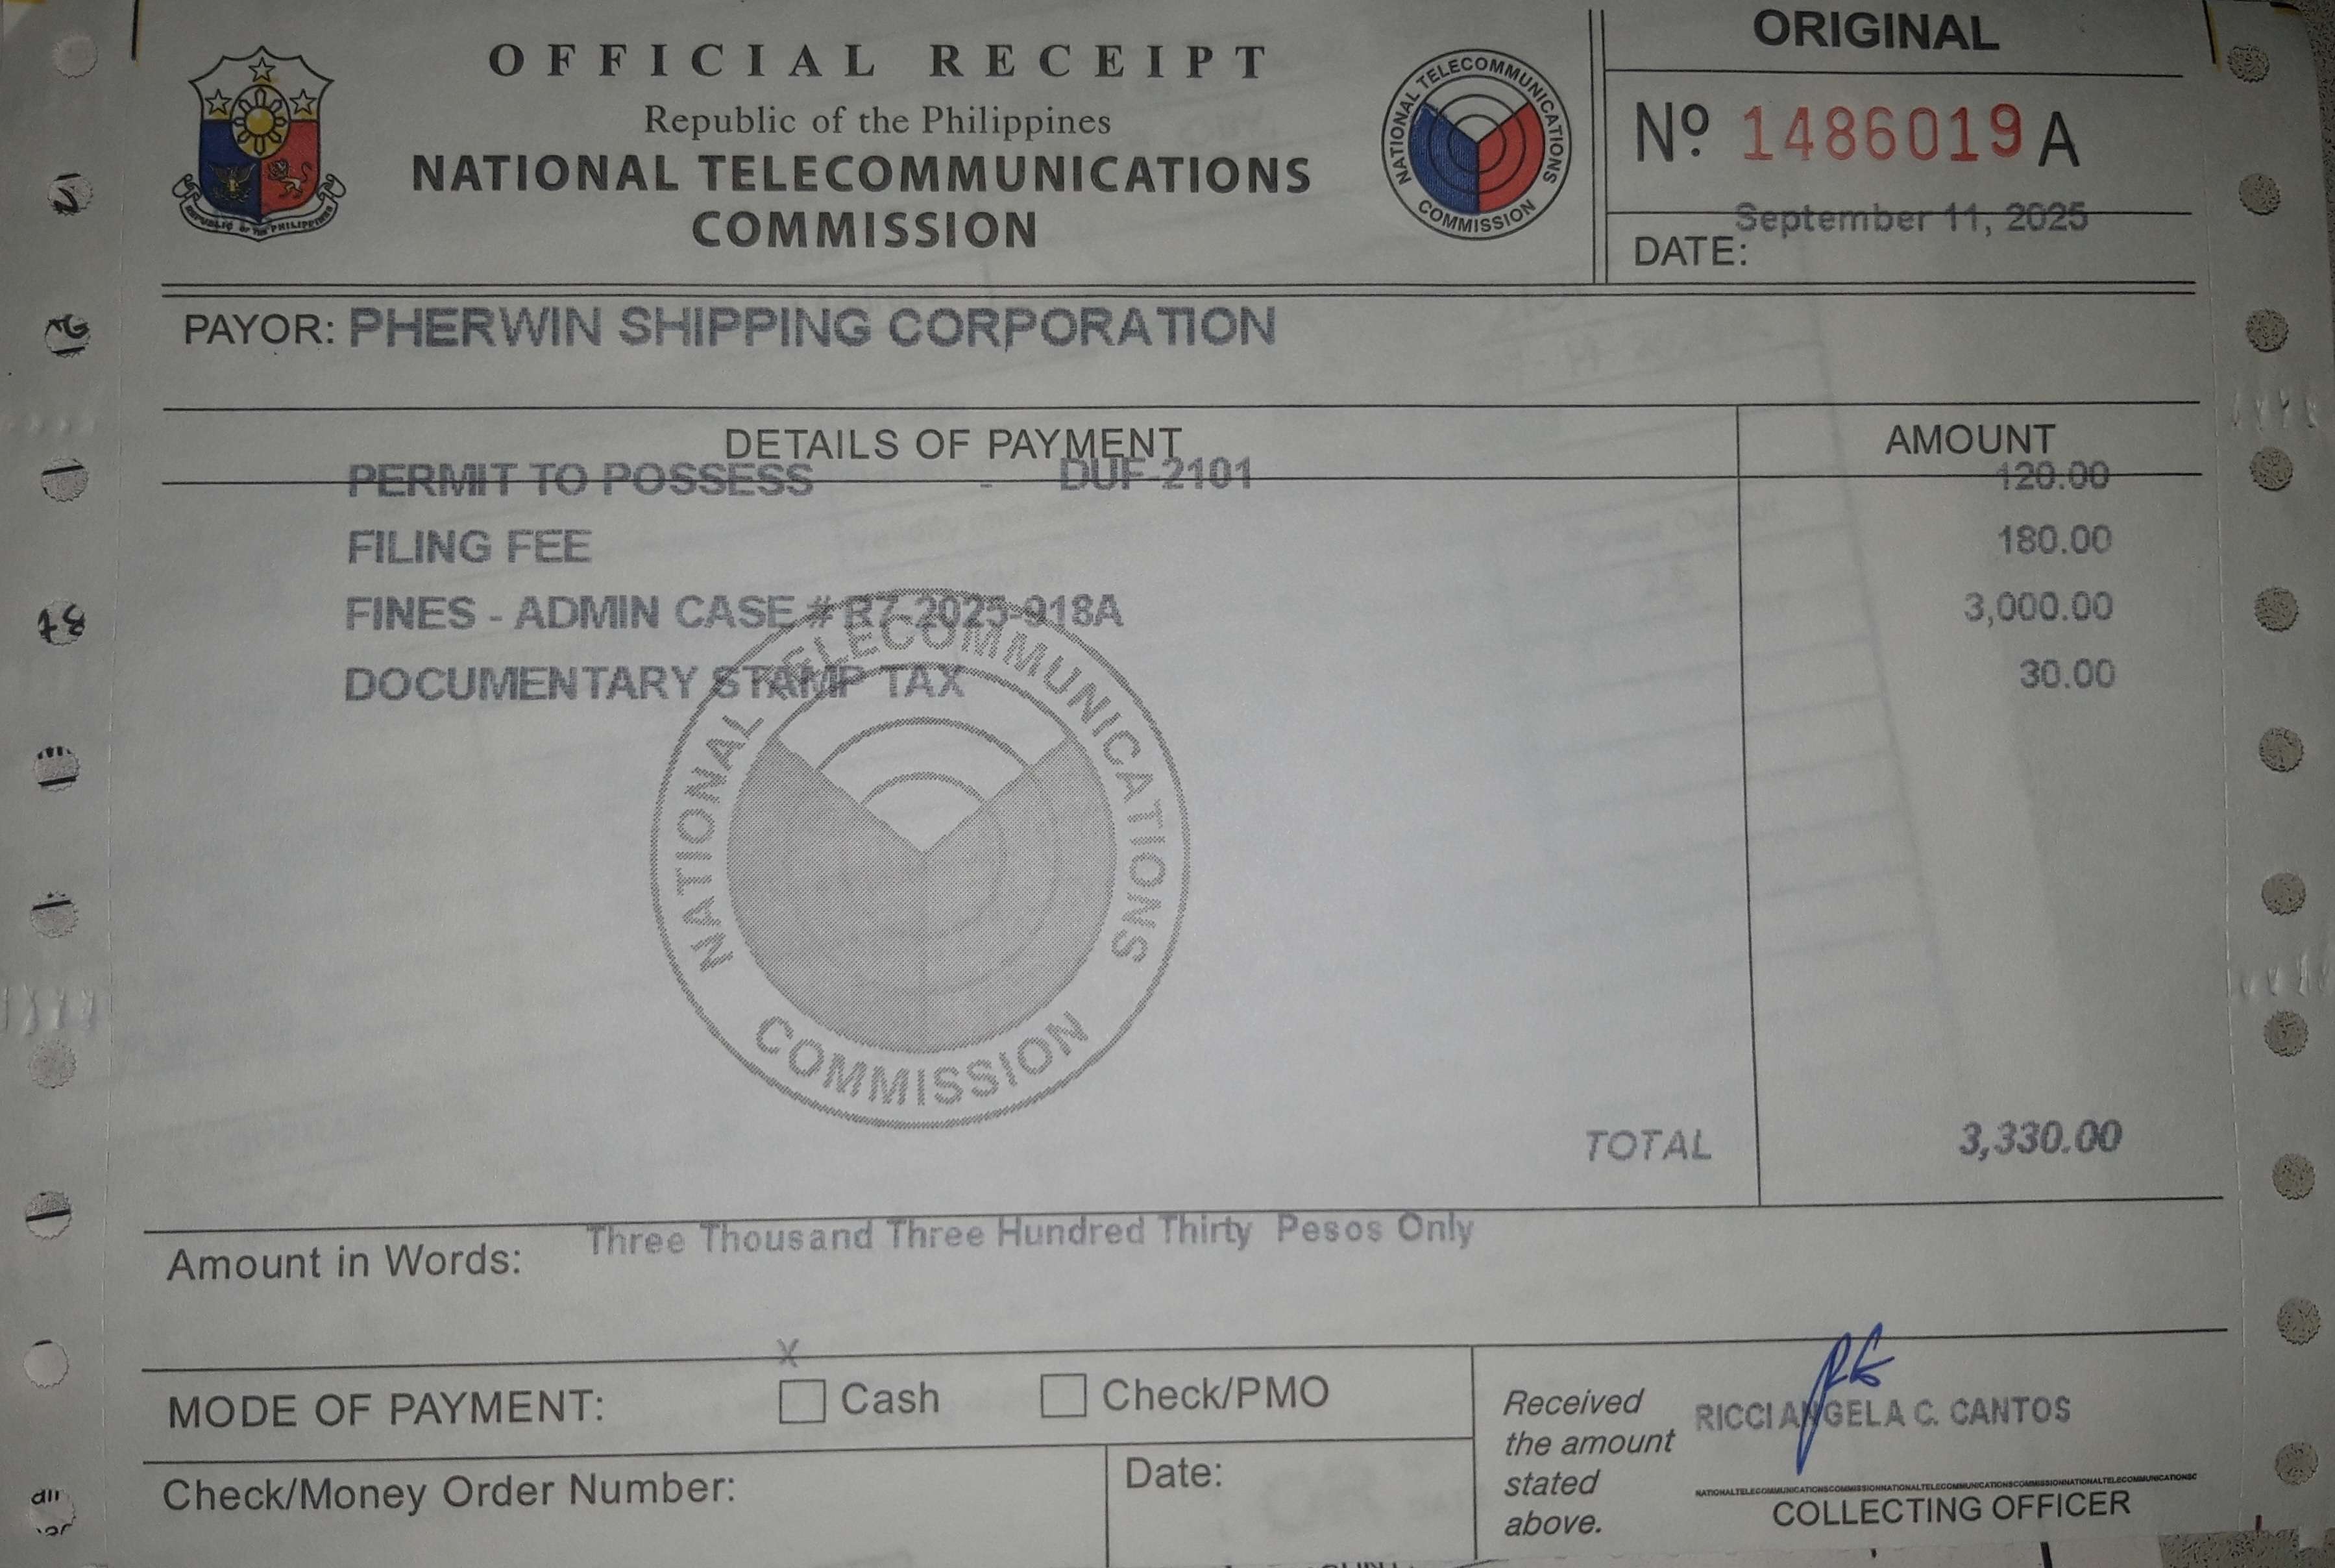 OFFICIAL RECEIPT
Republic of the Philippines
NATIONAL TELECOMMUNICATIONS
COMMISSION
REPUBLIC OF THE PHILIPPINES
NATIONAL TELECOMMUNICATIONS COMMISSION
ORIGINAL
Nº 1486019 A
September 11, 2025
DATE:
PAYOR: PHERWIN SHIPPING CORPORATION
DETAILS OF PAYMENT AMOUNT
PERMIT TO POSSESS - DUF-2101 120.00
FILING FEE 180.00
FINES - ADMIN CASE # R7-2025-918A 3,000.00
DOCUMENTARY STAMP TAX 30.00
NATIONAL TELECOMMUNICATIONS COMMISSION
TOTAL 3,330.00
Amount in Words: Three Thousand Three Hundred Thirty Pesos Only
X
MODE OF PAYMENT: Cash Check/PMO
Check/Money Order Number:
Date:
Received
the amount
stated
above.
RICCI ANGELA C. CANTOS
COLLECTING OFFICER